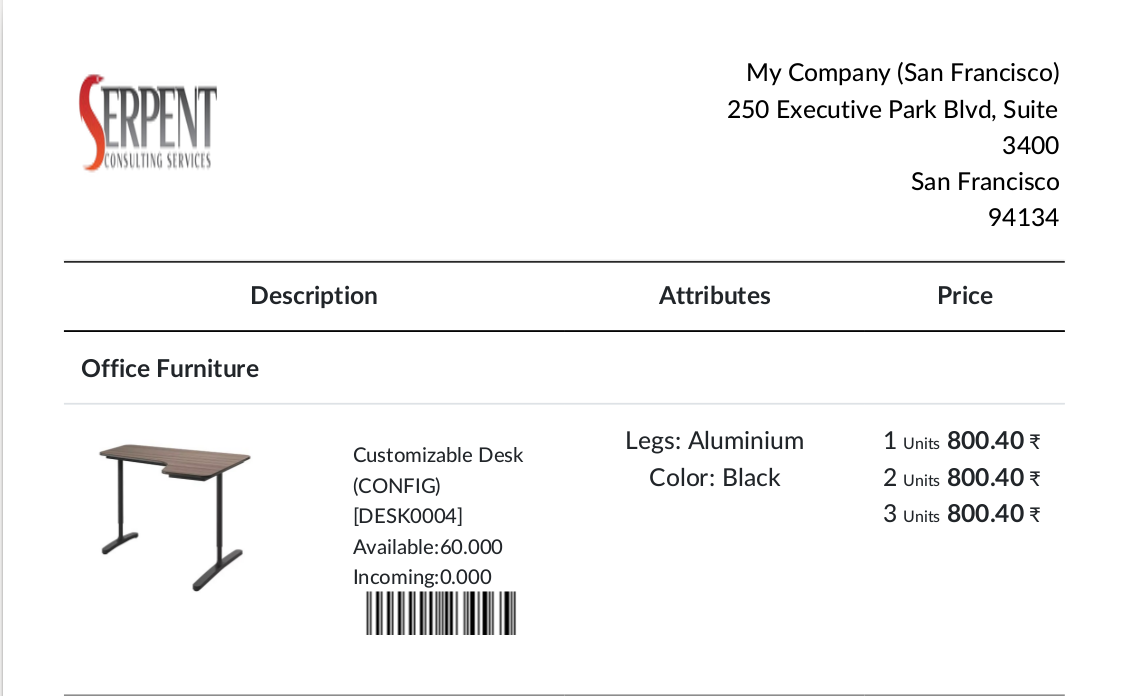 SERPENT
CONSULTING SERVICES
My Company (San Francisco)
250 Executive Park Blvd, Suite
3400
San Francisco
94134
Description Attributes Price
Office Furniture
Customizable Desk
(CONFIG)
[DESK0004]
Available:60.000
Incoming:0.000
Legs: Aluminium
Color: Black
1 Units 800.40 ₹
2 Units 800.40 ₹
3 Units 800.40 ₹